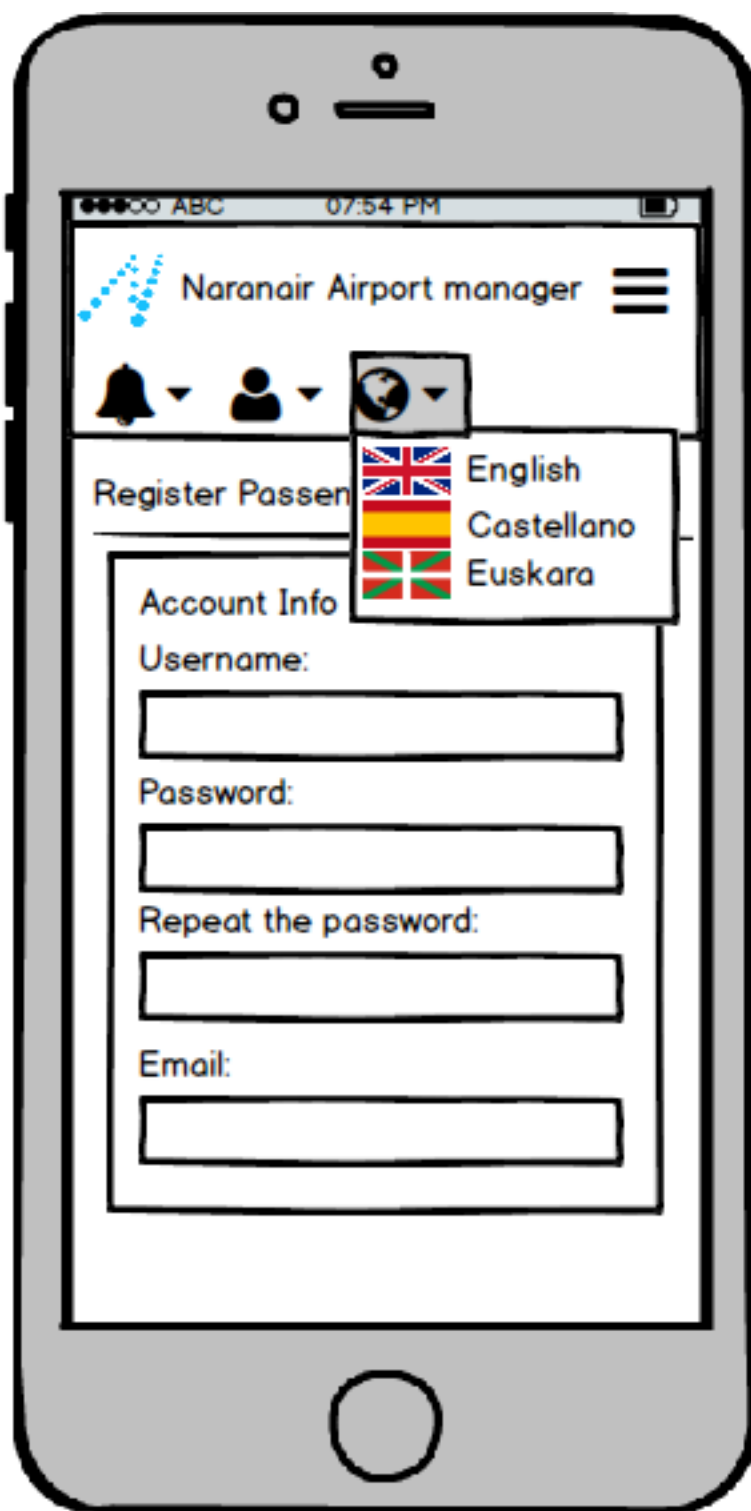 ABC 07:54 PM
Naranair Airport manager
Register Passen
English
Castellano
Euskara
Account Info
Username:
Password:
Repeat the password:
Email: